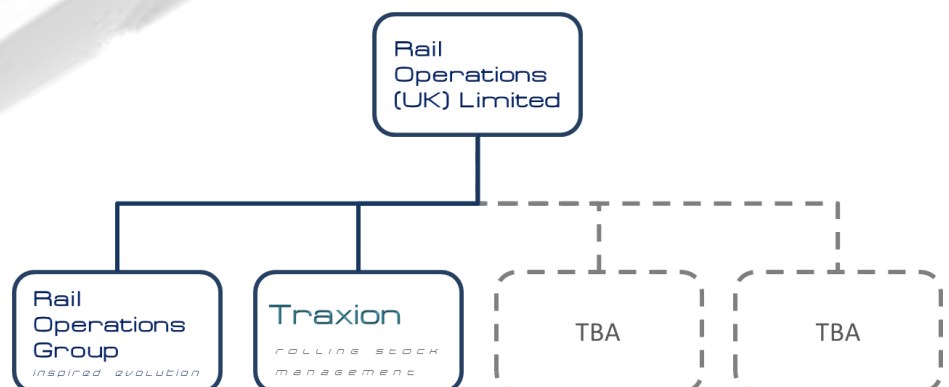 Rail
Operations
(UK) Limited
Rail
Operations
Group
inspired evolution
Traxion
rolling stock
management
TBA
TBA